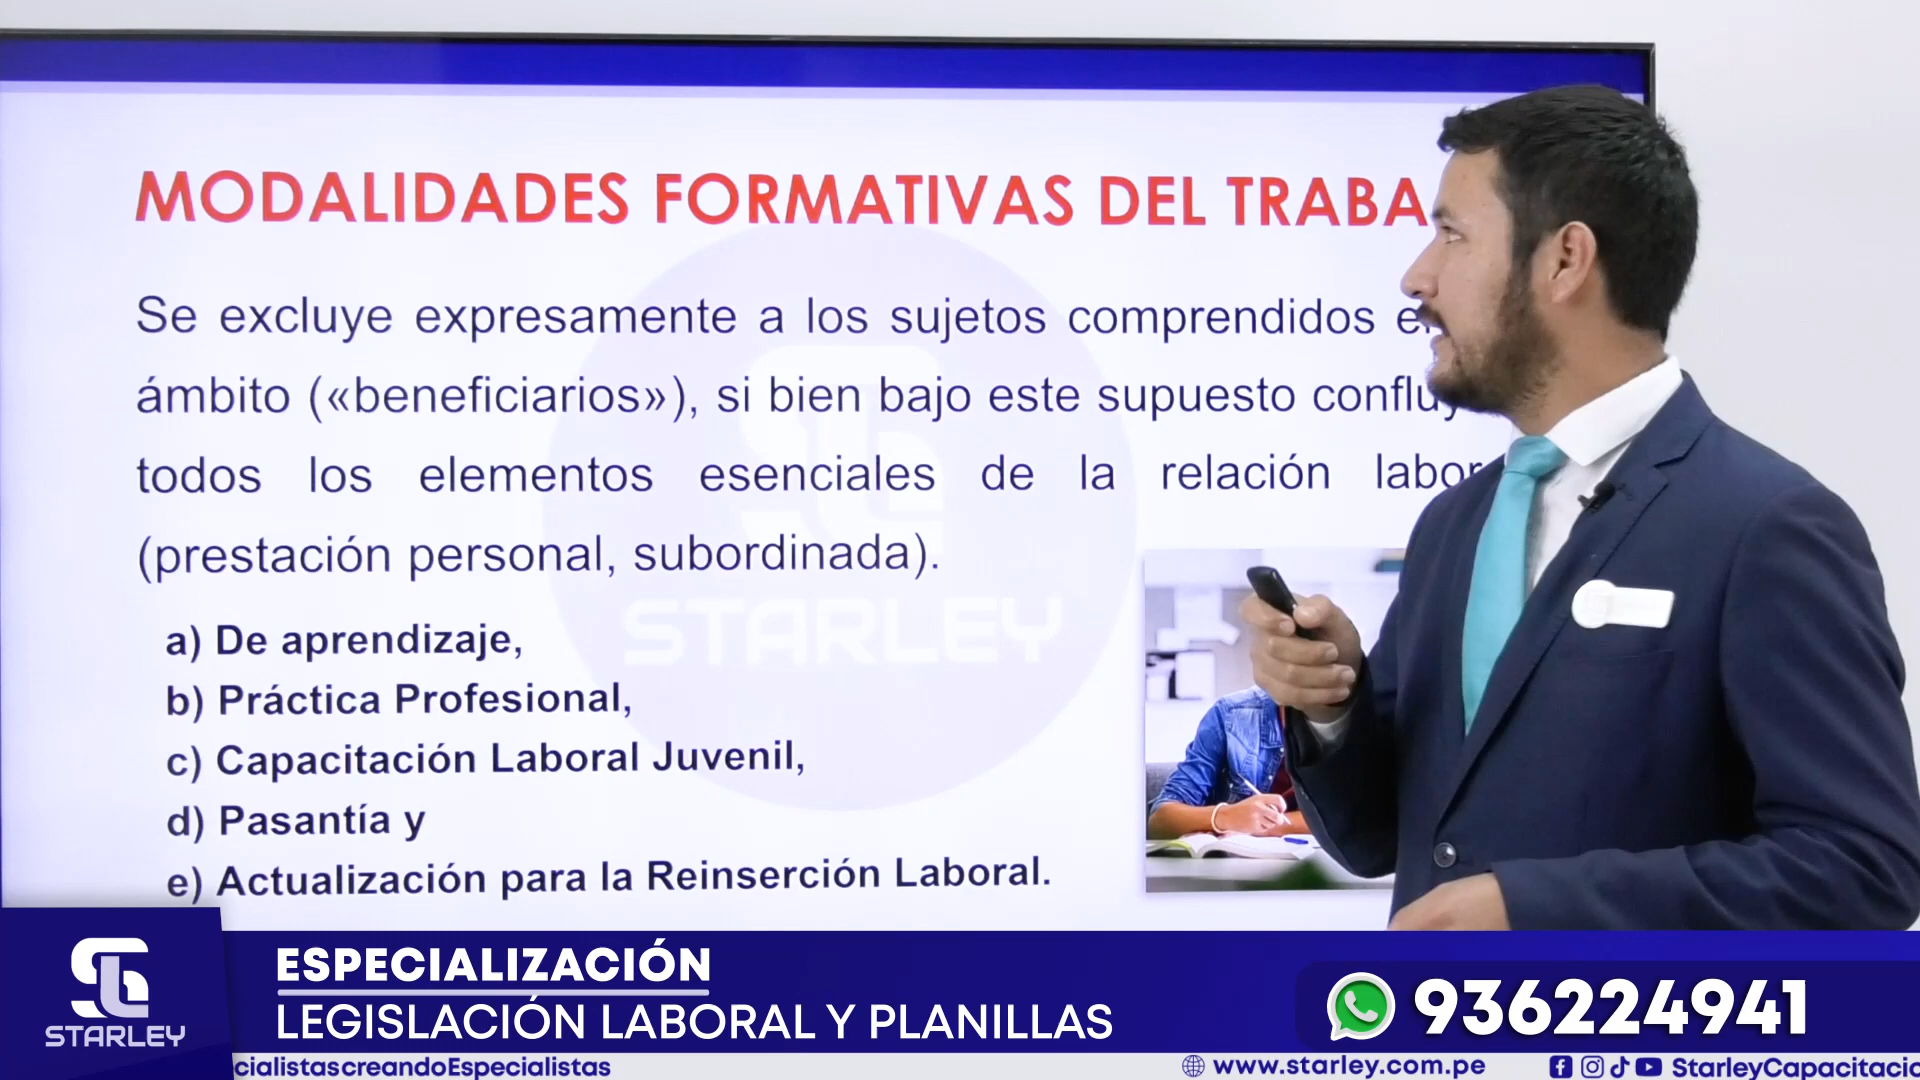 MODALIDADES FORMATIVAS DEL TRABA
Se excluye expresamente a los sujetos comprendidos e
ámbito («beneficiarios»), si bien bajo este supuesto confluy
todos los elementos esenciales de la relación labor
(prestación personal, subordinada).
STARLEY
a) De aprendizaje,
b) Práctica Profesional,
c) Capacitación Laboral Juvenil,
d) Pasantía y
e) Actualización para la Reinserción Laboral.
STARLEY
ESPECIALIZACIÓN
LEGISLACIÓN LABORAL Y PLANILLAS
936224941
cialistascreandoEspecialistas
www.starley.com.pe
StarleyCapacitacio